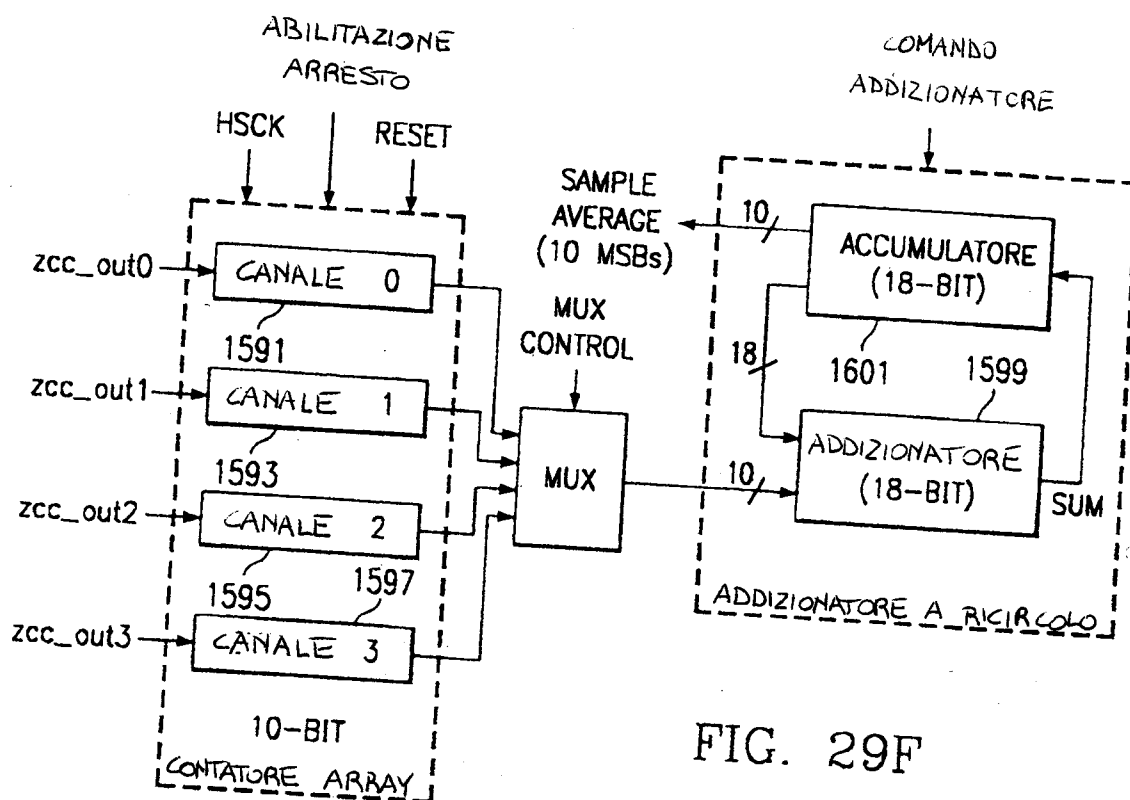 ABILITAZIONE
ARRESTO
HSCK
RESET
zcc_out0
CANALE 0
1591
zcc_out1
CANALE 1
1593
zcc_out2
CANALE 2
1595
1597
zcc_out3
CANALE 3
10-BIT
CONTATORE ARRAY
MUX
CONTROL
MUX
SAMPLE
AVERAGE
(10 MSBs)
COMANDO
ADDIZIONATORE
10
ACCUMULATORE
(18-BIT)
18
1601
1599
10
ADDIZIONATORE
(18-BIT)
SUM
ADDIZIONATORE A RICIRCOLO
FIG. 29F